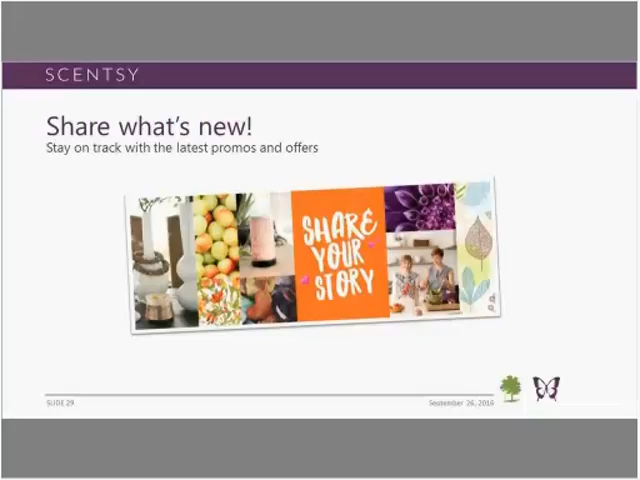 SCENTSY
Share what's new!
Stay on track with the latest promos and offers
SHARE
YOUR
STORY
SLIDE 29
September 26, 2016